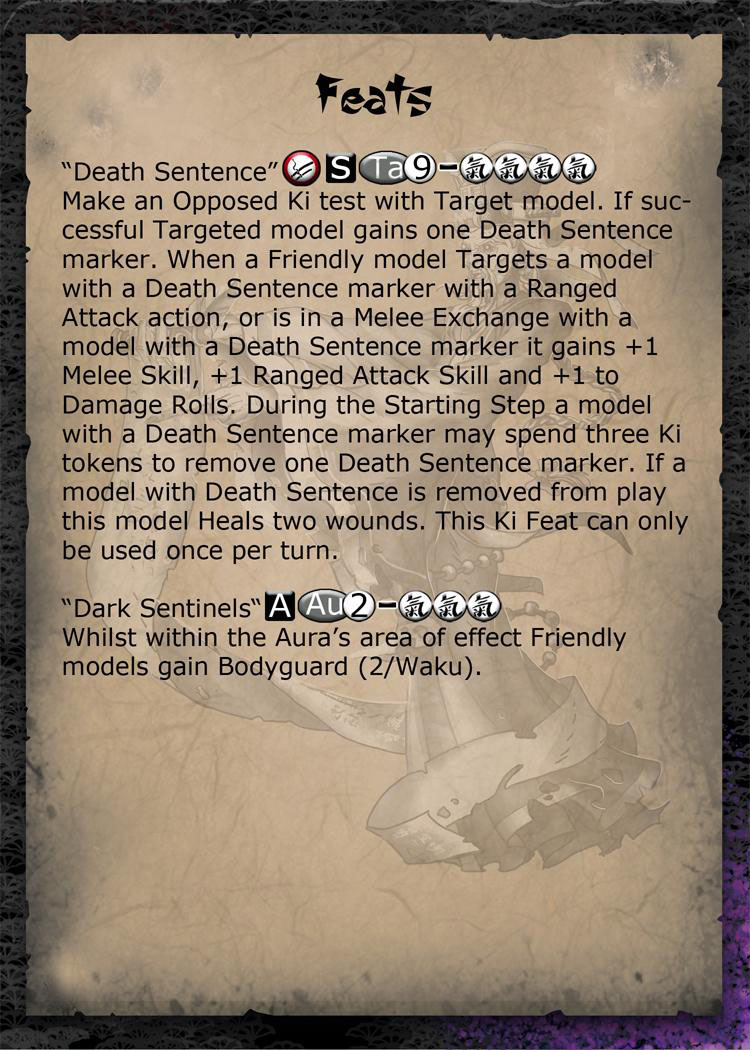 Feats
“Death Sentence” S Ta 9 - 氣 氣 氣 氣
Make an Opposed Ki test with Target model. If suc-
cessful Targeted model gains one Death Sentence
marker. When a Friendly model Targets a model
with a Death Sentence marker with a Ranged
Attack action, or is in a Melee Exchange with a
model with a Death Sentence marker it gains +1
Melee Skill, +1 Ranged Attack Skill and +1 to
Damage Rolls. During the Starting Step a model
with a Death Sentence marker may spend three Ki
tokens to remove one Death Sentence marker. If a
model with Death Sentence is removed from play
this model Heals two wounds. This Ki Feat can only
be used once per turn.
“Dark Sentinels“ A Au 2 - 氣 氣 氣
Whilst within the Aura’s area of effect Friendly
models gain Bodyguard (2/Waku).